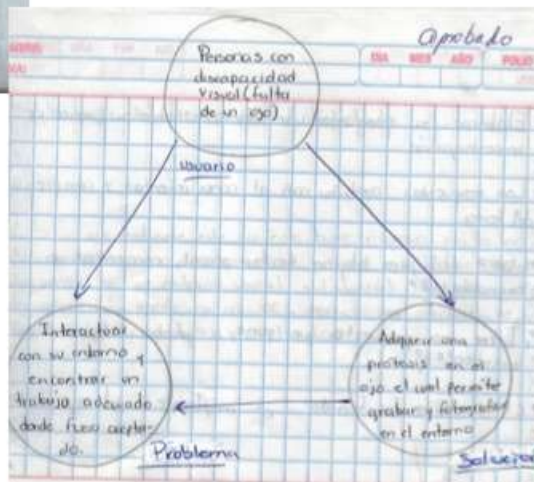 Aprobado
DÍA MES AÑO FOLIO
Personas con
discapacidad
visual (falta
de un ojo)
usuario
Interactuar
con su entorno y
encontrar un
trabajo adecuado
donde fuese acepta-
do.
Problema
Adquirir una
prótesis en el
ojo el cual permite
grabar y fotografiar
en el entorno
Solución